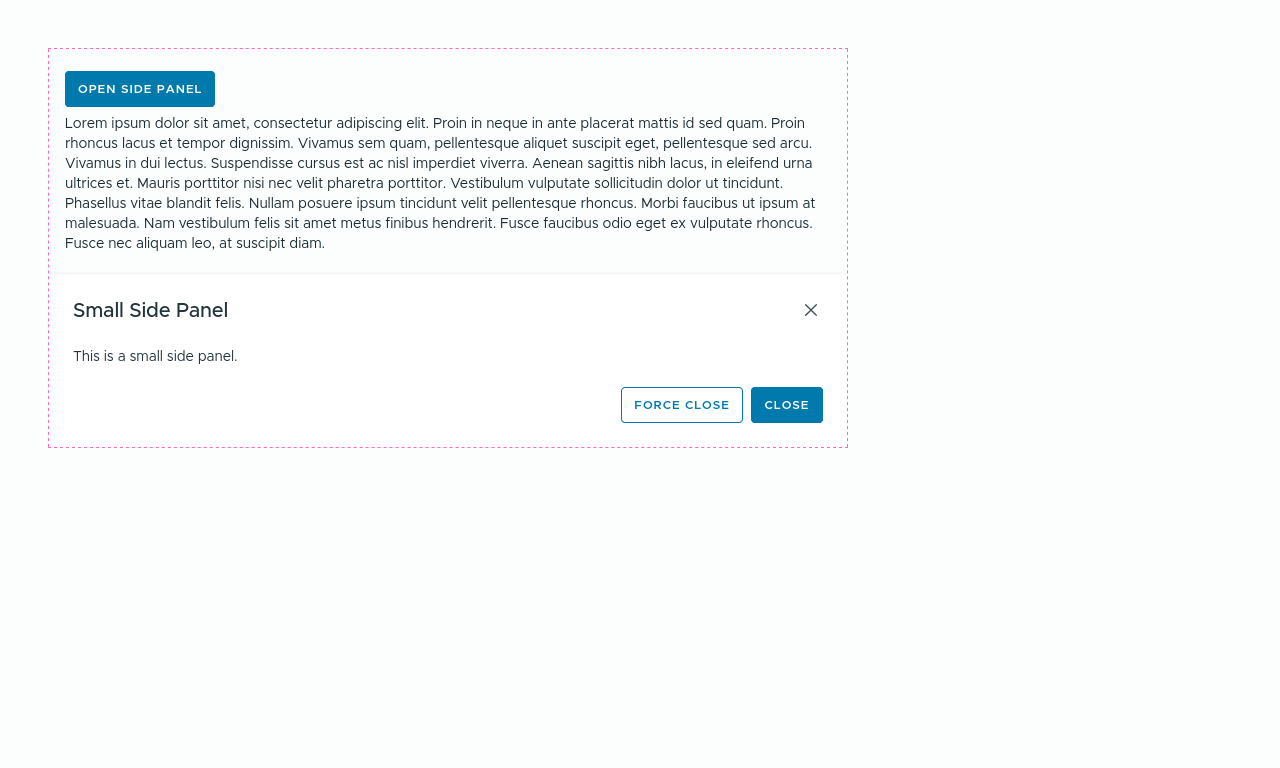 OPEN SIDE PANEL
Lorem ipsum dolor sit amet, consectetur adipiscing elit. Proin in neque in ante placerat mattis id sed quam. Proin
rhoncus lacus et tempor dignissim. Vivamus sem quam, pellentesque aliquet suscipit eget, pellentesque sed arcu.
Vivamus in dui lectus. Suspendisse cursus est ac nisl imperdiet viverra. Aenean sagittis nibh lacus, in eleifend urna
ultrices et. Mauris porttitor nisi nec velit pharetra porttitor. Vestibulum vulputate sollicitudin dolor ut tincidunt.
Phasellus vitae blandit felis. Nullam posuere ipsum tincidunt velit pellentesque rhoncus. Morbi faucibus ut ipsum at
malesuada. Nam vestibulum felis sit amet metus finibus hendrerit. Fusce faucibus odio eget ex vulputate rhoncus.
Fusce nec aliquam leo, at suscipit diam.
Small Side Panel
This is a small side panel.
FORCE CLOSE
CLOSE